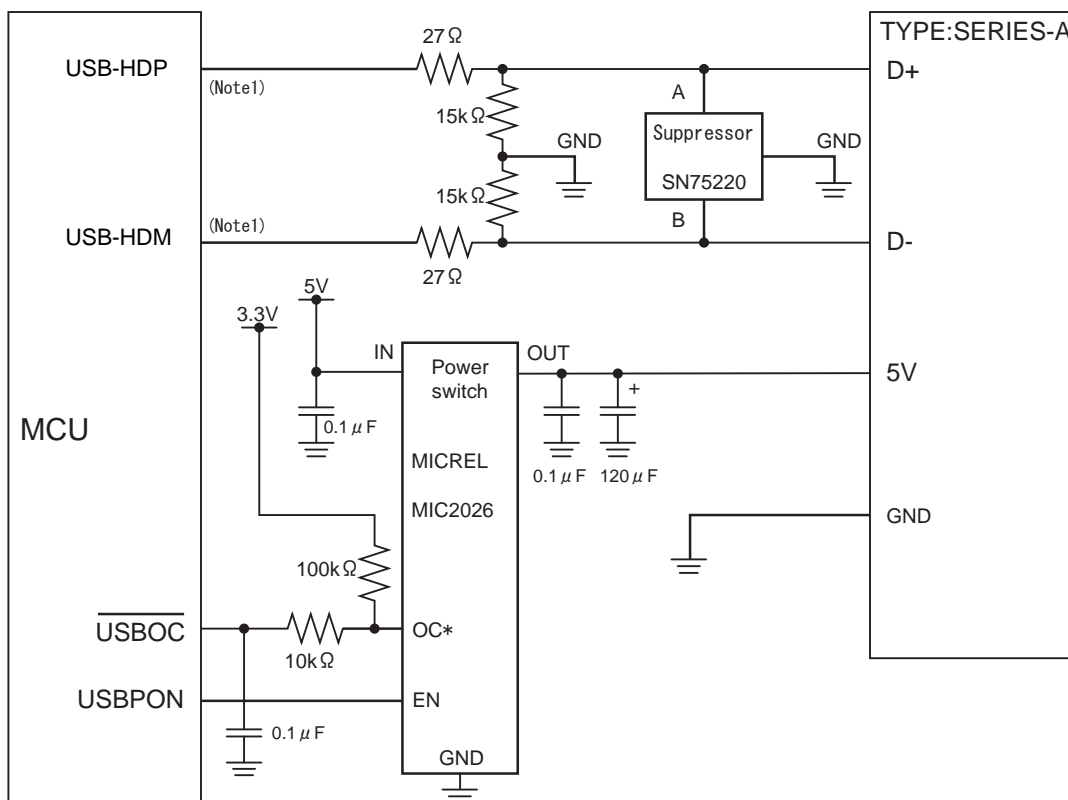 TYPE:SERIES-A
27Ω
USB-HDP
(Note1)
D+
A
15kΩ
GND
Suppressor
SN75220
GND
15kΩ
B
USB-HDM
(Note1)
D-
27Ω
5V
3.3V
IN
OUT
Power
switch
5V
+
MCU
0.1μF
MICREL
0.1μF
120μF
MIC2026
GND
100kΩ
USBOC
OC*
10kΩ
USBPON
EN
0.1μF
GND